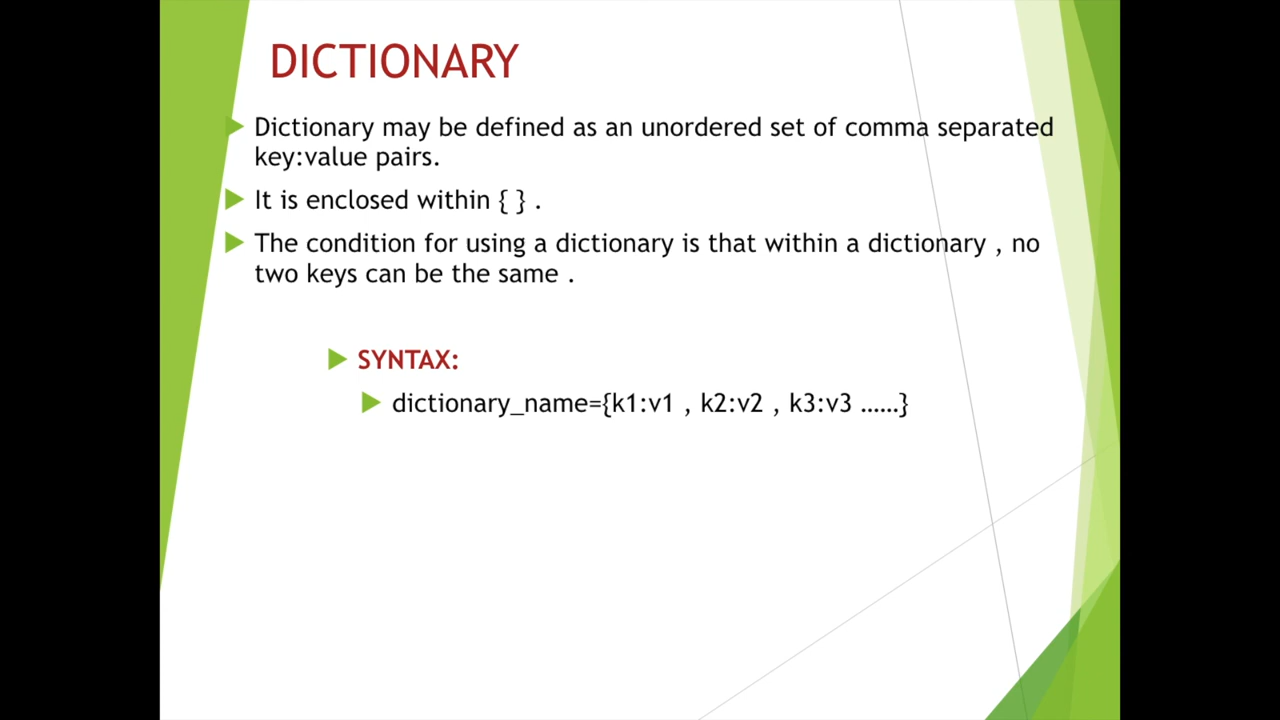 DICTIONARY
Dictionary may be defined as an unordered set of comma separated
key:value pairs.
It is enclosed within { } .
The condition for using a dictionary is that within a dictionary , no
two keys can be the same .
SYNTAX:
dictionary_name={k1:v1 , k2:v2 , k3:v3 ......}